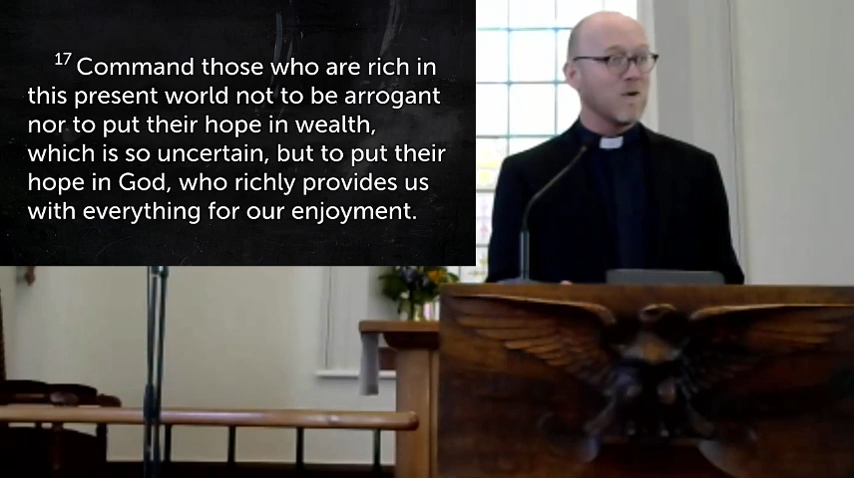 17 Command those who are rich in
this present world not to be arrogant
nor to put their hope in wealth,
which is so uncertain, but to put their
hope in God, who richly provides us
with everything for our enjoyment.